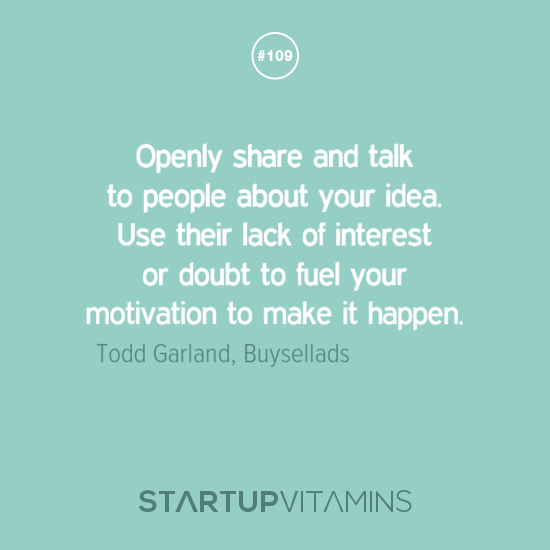 #109
Openly share and talk
to people about your idea.
Use their lack of interest
or doubt to fuel your
motivation to make it happen.
Todd Garland, Buysellads
STARTUPVITAMINS